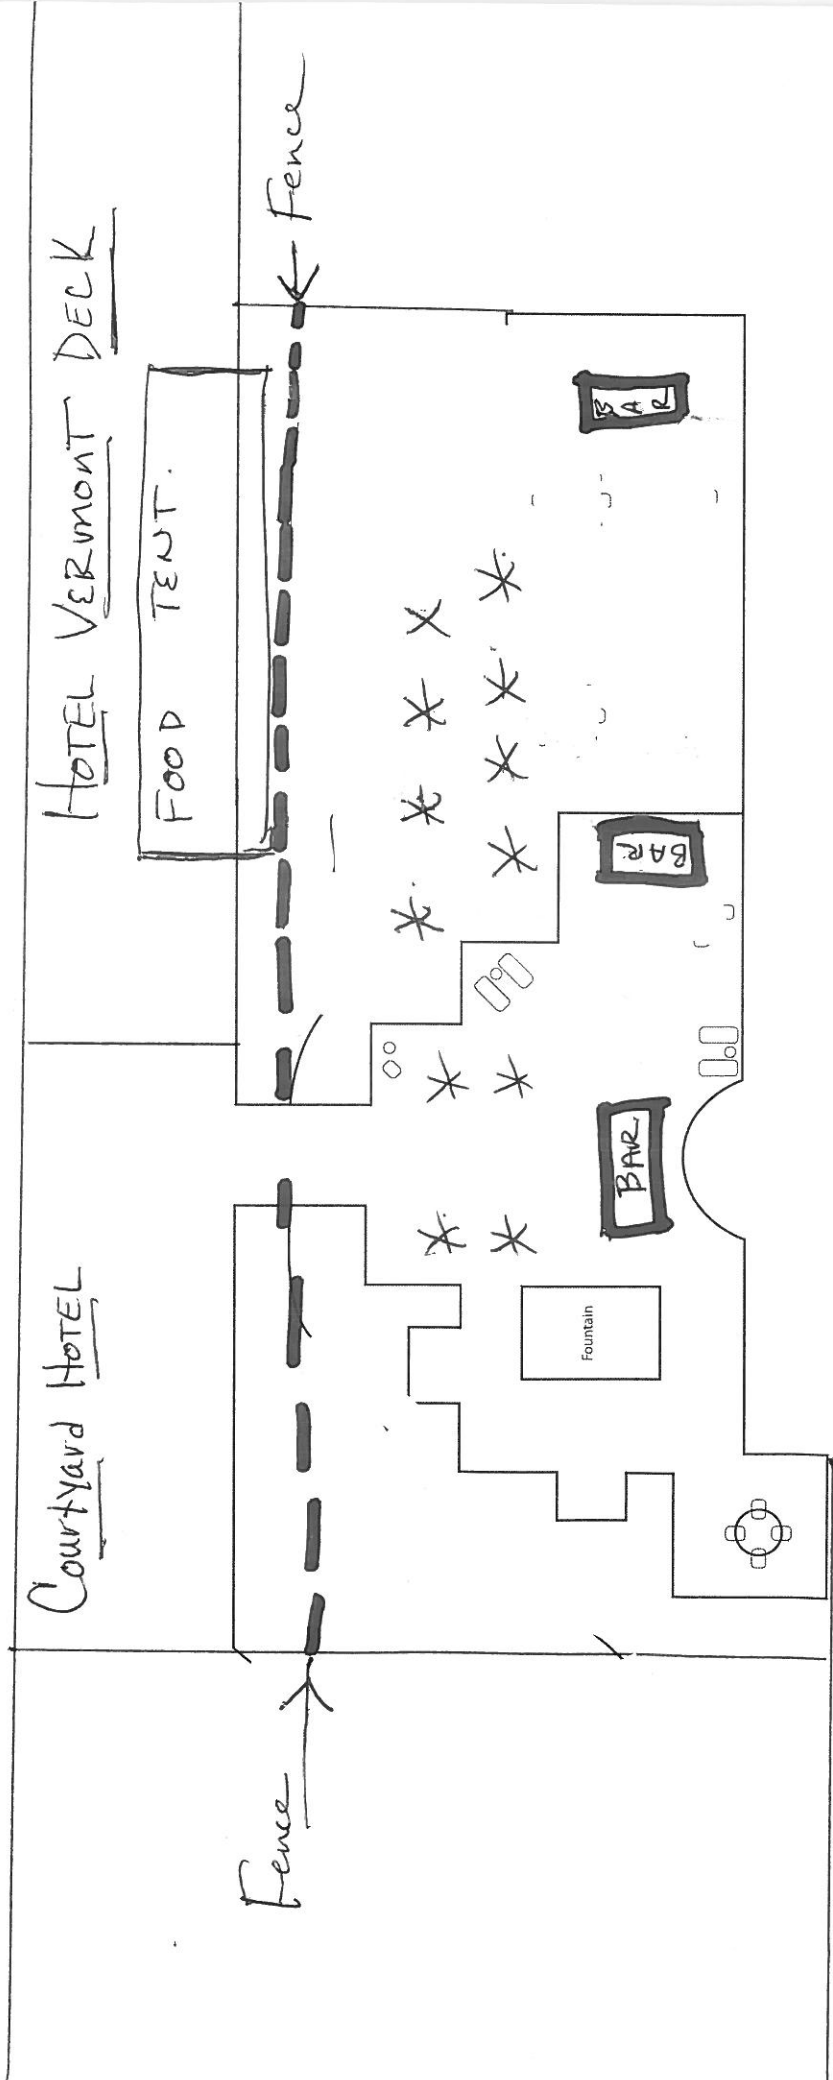 Courtyard HOTEL
HOTEL VERMONT DECK
FOOD TENT.
Fence
Fence
Fountain
BAR
BAR
BAR